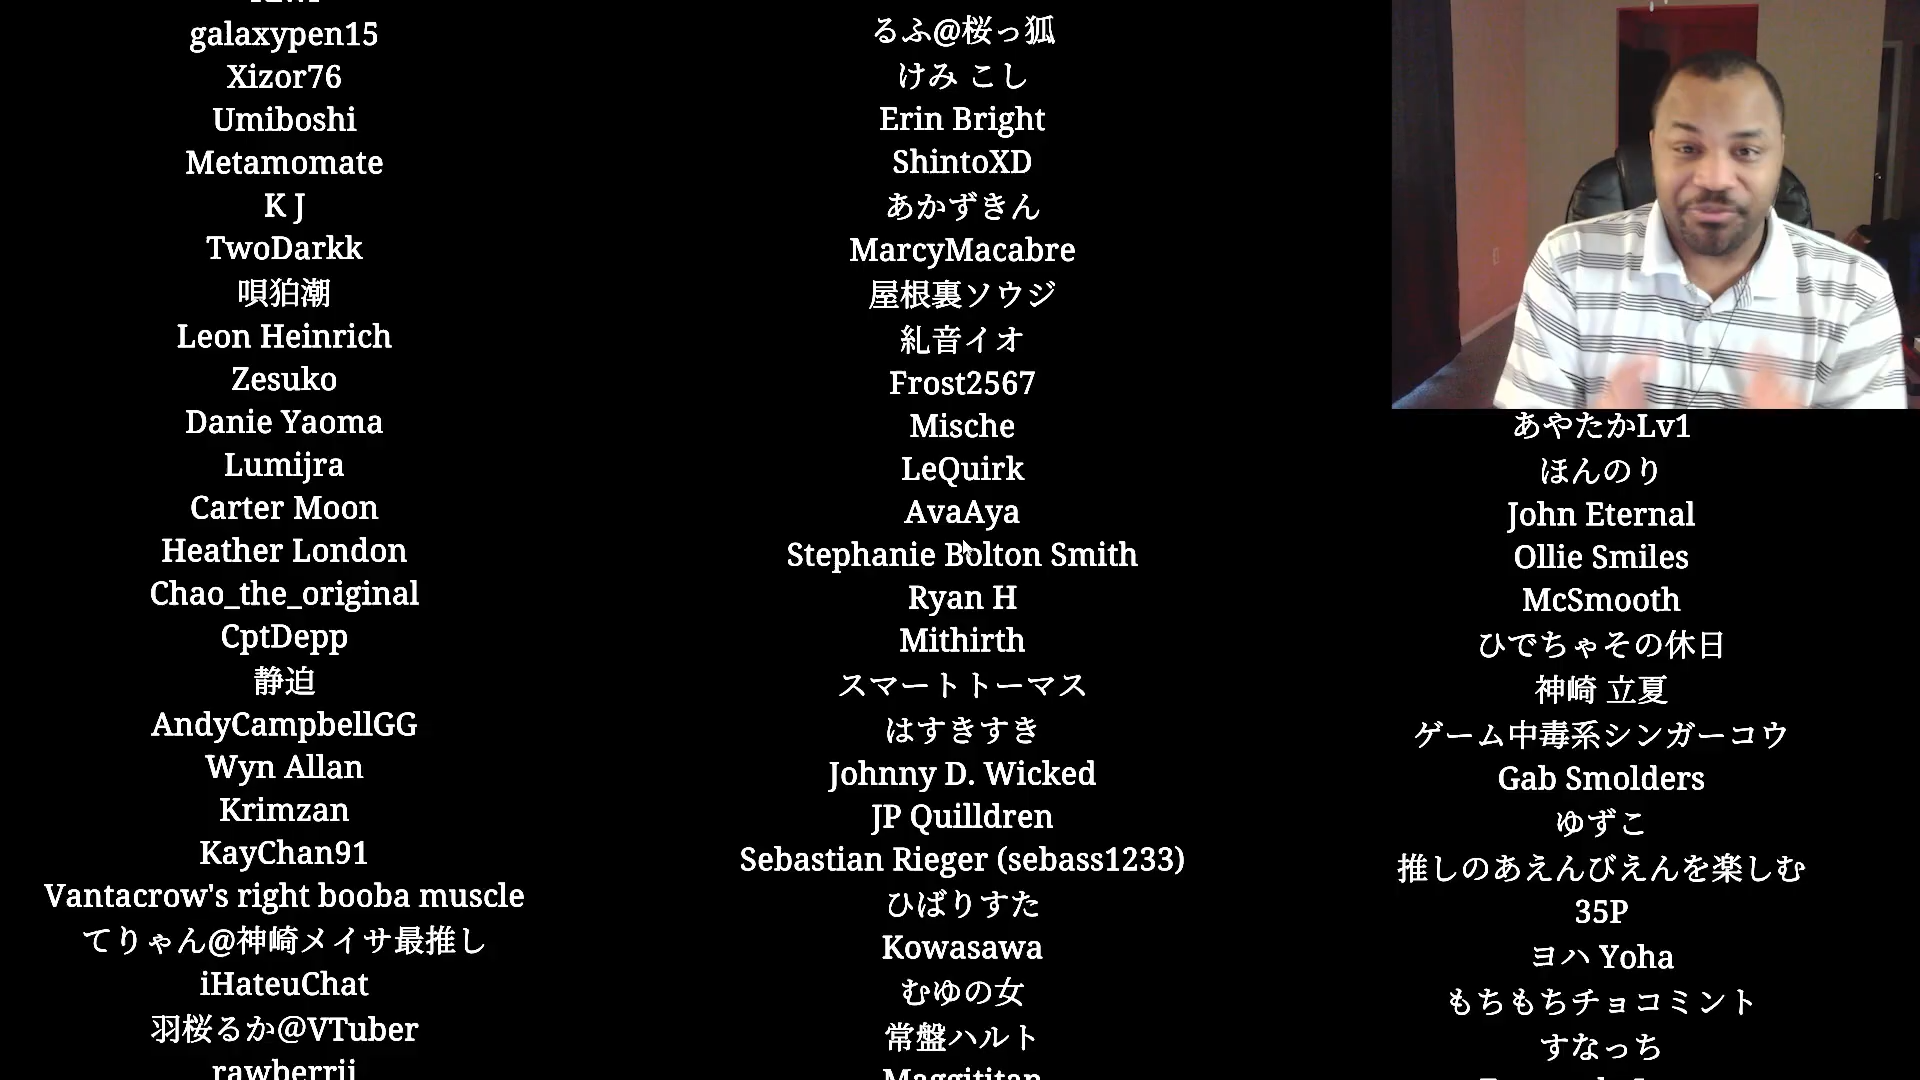 galaxypen15
Xizor76
Umiboshi
Metamomate
K J
TwoDarkk
唄狛潮
Leon Heinrich
Zesuko
Danie Yaoma
Lumijra
Carter Moon
Heather London
Chao_the_original
CptDepp
静迫
AndyCampbellGG
Wyn Allan
Krimzan
KayChan91
Vantacrow's right booba muscle
てりゃん@神崎メイサ最推し
iHateuChat
羽桜るか@VTuber
rawberrii
るふ@桜っ狐
けみ こし
Erin Bright
ShintoXD
あかずきん
MarcyMacabre
屋根裏ソウジ
糺音イオ
Frost2567
Mische
LeQuirk
AvaAya
Stephanie Bolton Smith
Ryan H
Mithirth
スマートトーマス
はすきすき
Johnny D. Wicked
JP Quilldren
Sebastian Rieger (sebass1233)
ひばりすた
Kowasawa
むゆの女
常盤ハルト
Maggititan
あやたかLv1
ほんのり
John Eternal
Ollie Smiles
McSmooth
ひでちゃその休日
神崎 立夏
ゲーム中毒系シンガーコウ
Gab Smolders
ゆずこ
推しのあえんびえんを楽しむ
35P
ヨハ Yoha
もちもちチョコミント
すなっち